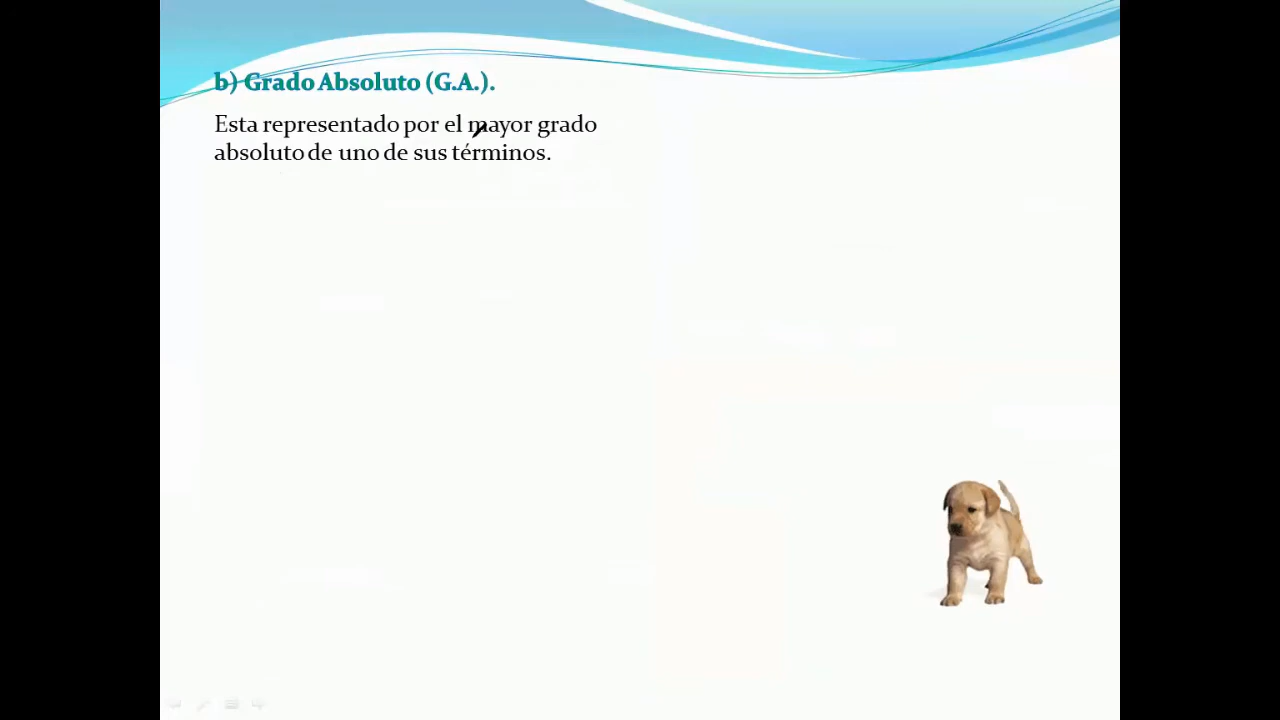 b) Grado Absoluto (G.A.).
Esta representado por el mayor grado
absoluto de uno de sus términos.